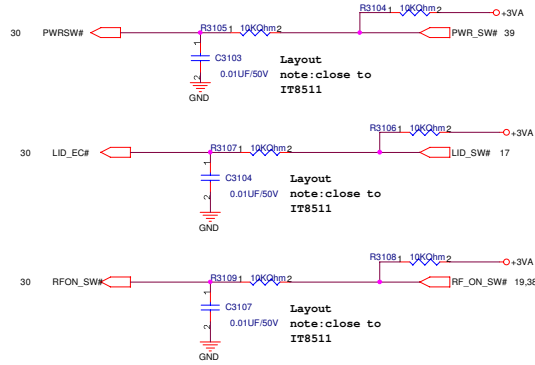 R3104 1 10KOhm 2 +3VA
30 PWRSW# R3105 1 10KOhm 2 PWR_SW# 39
1
C3103
0.01UF/50V
2
GND
Layout
note:close to
IT8511
R3106 1 10KOhm 2 +3VA
30 LID_EC# R3107 1 10KOhm 2 LID_SW# 17
1
C3104
0.01UF/50V
2
GND
Layout
note:close to
IT8511
R3108 1 10KOhm 2 +3VA
30 RFON_SW# R3109 1 10KOhm 2 RF_ON_SW# 19,38
1
C3107
0.01UF/50V
2
GND
Layout
note:close to
IT8511